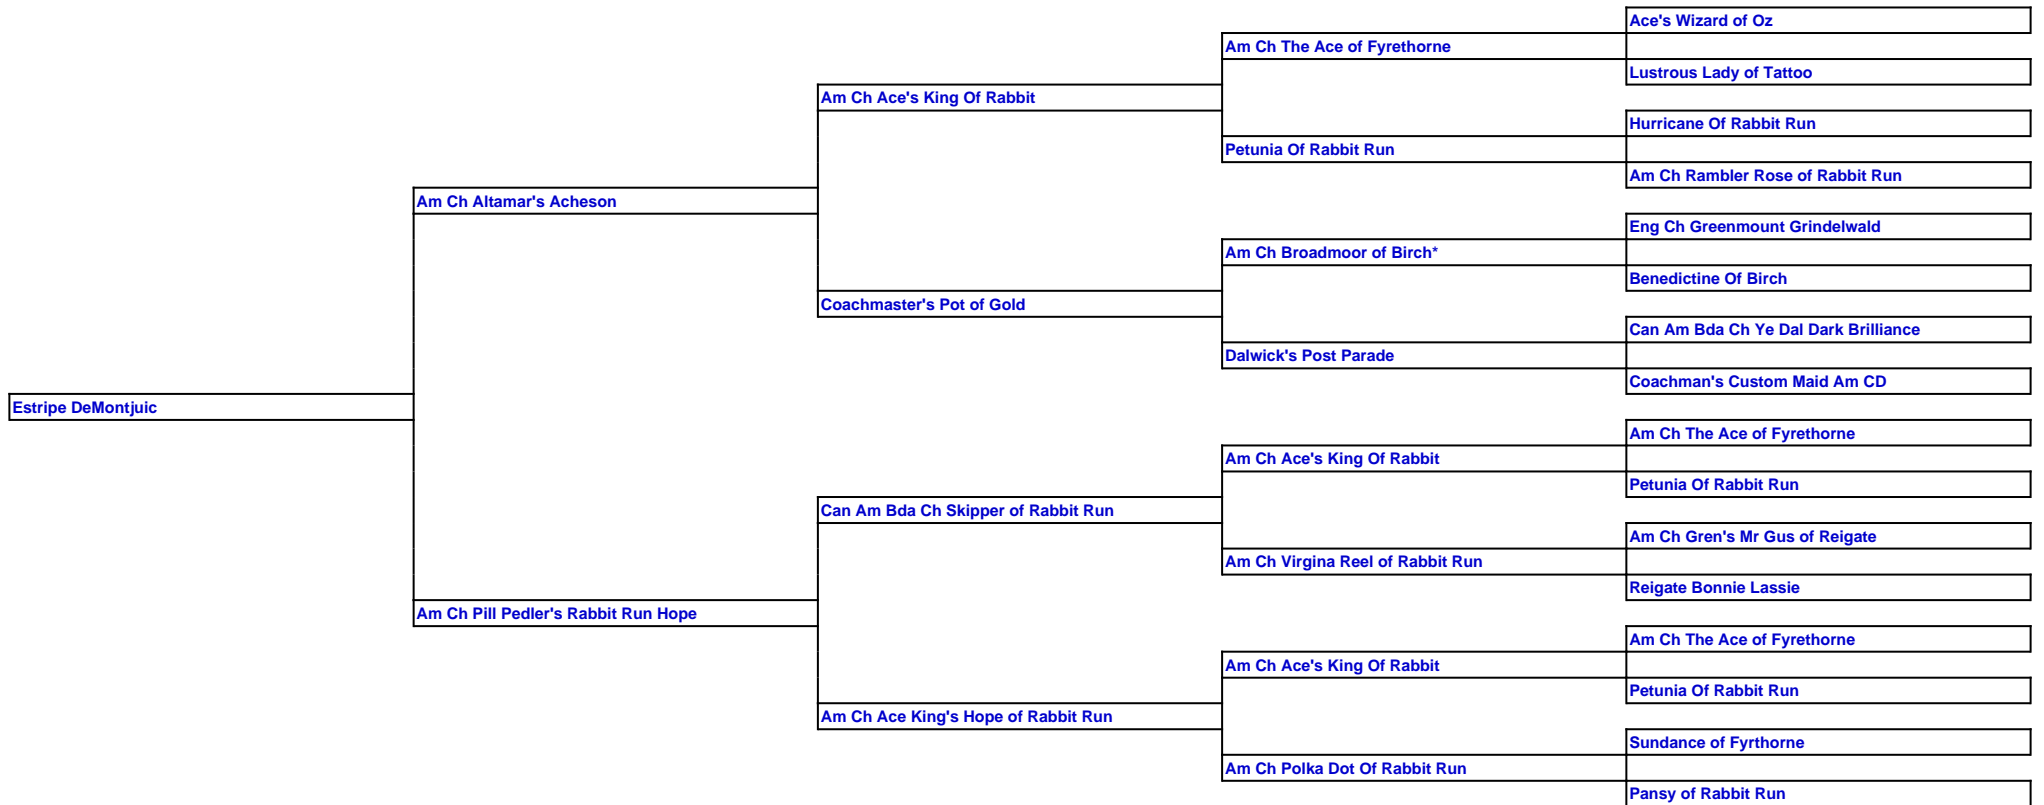 Ace's Wizard of Oz
Am Ch The Ace of Fyrethorne
Lustrous Lady of Tattoo
Am Ch Ace's King Of Rabbit
Hurricane Of Rabbit Run
Petunia Of Rabbit Run
Am Ch Rambler Rose of Rabbit Run
Am Ch Altamar's Acheson
Eng Ch Greenmount Grindelwald
Am Ch Broadmoor of Birch*
Benedictine Of Birch
Coachmaster's Pot of Gold
Can Am Bda Ch Ye Dal Dark Brilliance
Dalwick's Post Parade
Coachman's Custom Maid Am CD
Estripe DeMontjuic
Am Ch The Ace of Fyrethorne
Am Ch Ace's King Of Rabbit
Petunia Of Rabbit Run
Can Am Bda Ch Skipper of Rabbit Run
Am Ch Gren's Mr Gus of Reigate
Am Ch Virgina Reel of Rabbit Run
Reigate Bonnie Lassie
Am Ch Pill Pedler's Rabbit Run Hope
Am Ch The Ace of Fyrethorne
Am Ch Ace's King Of Rabbit
Petunia Of Rabbit Run
Am Ch Ace King's Hope of Rabbit Run
Sundance of Fyrthorne
Am Ch Polka Dot Of Rabbit Run
Pansy of Rabbit Run